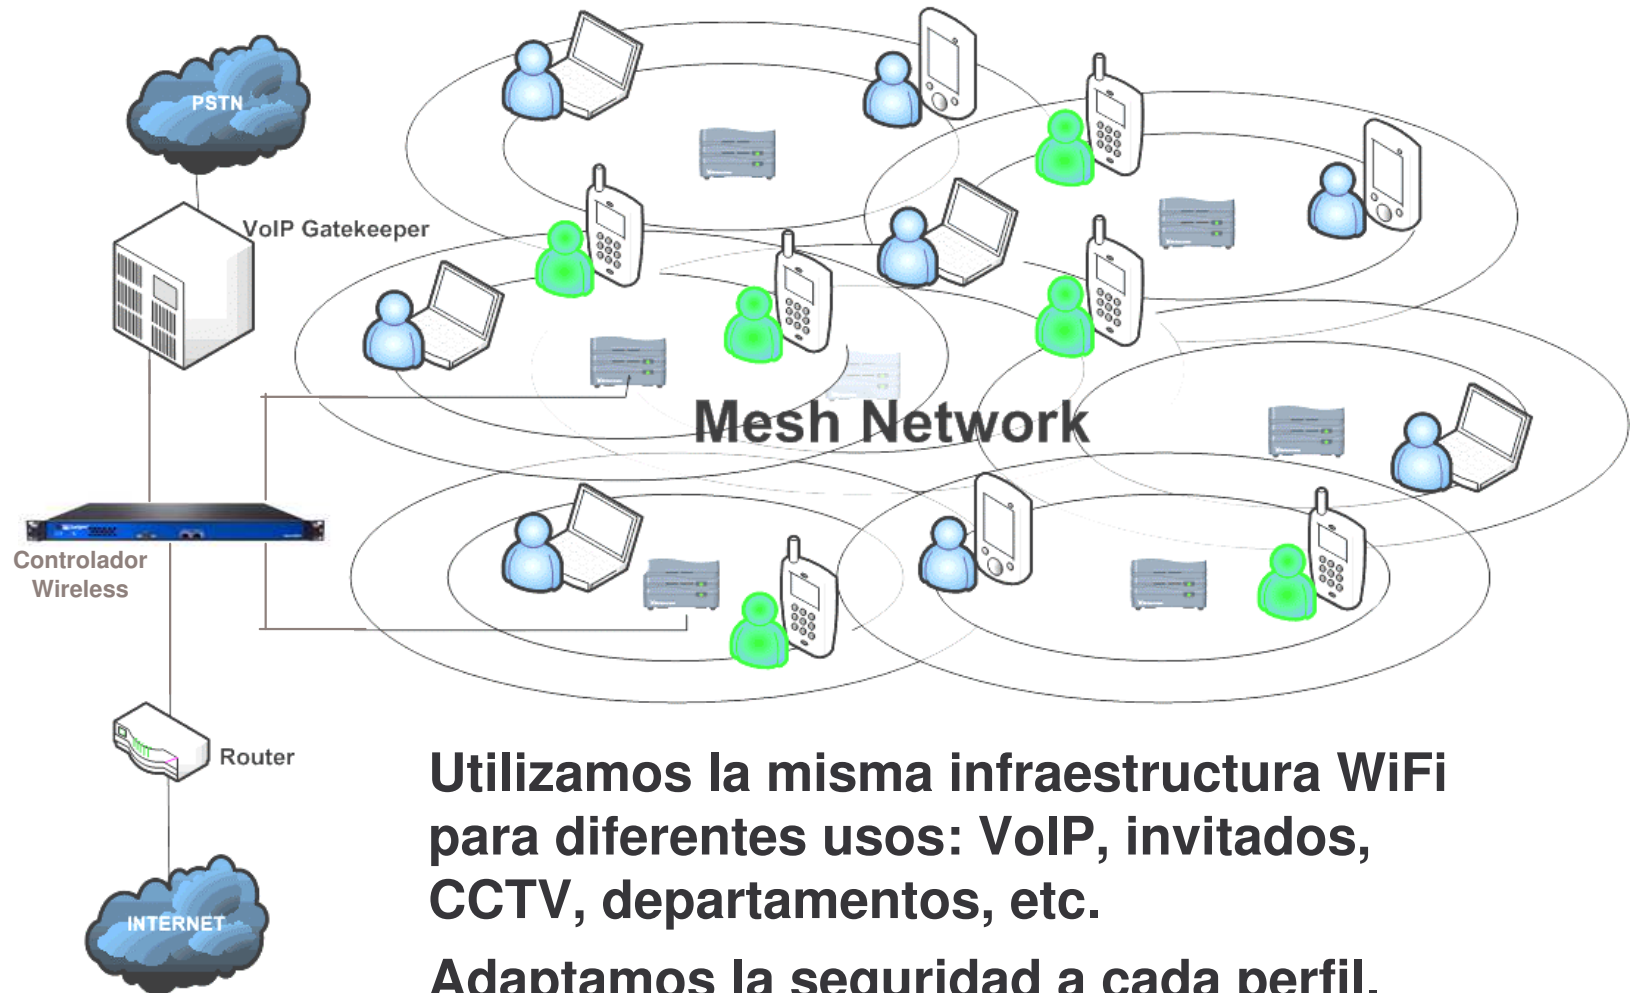 PSTN
VoIP Gatekeeper
Mesh Network
Controlador
Wireless
Router
INTERNET
Utilizamos la misma infraestructura WiFi
para diferentes usos: VoIP, invitados,
CCTV, departamentos, etc.
Adaptamos la seguridad a cada perfil.